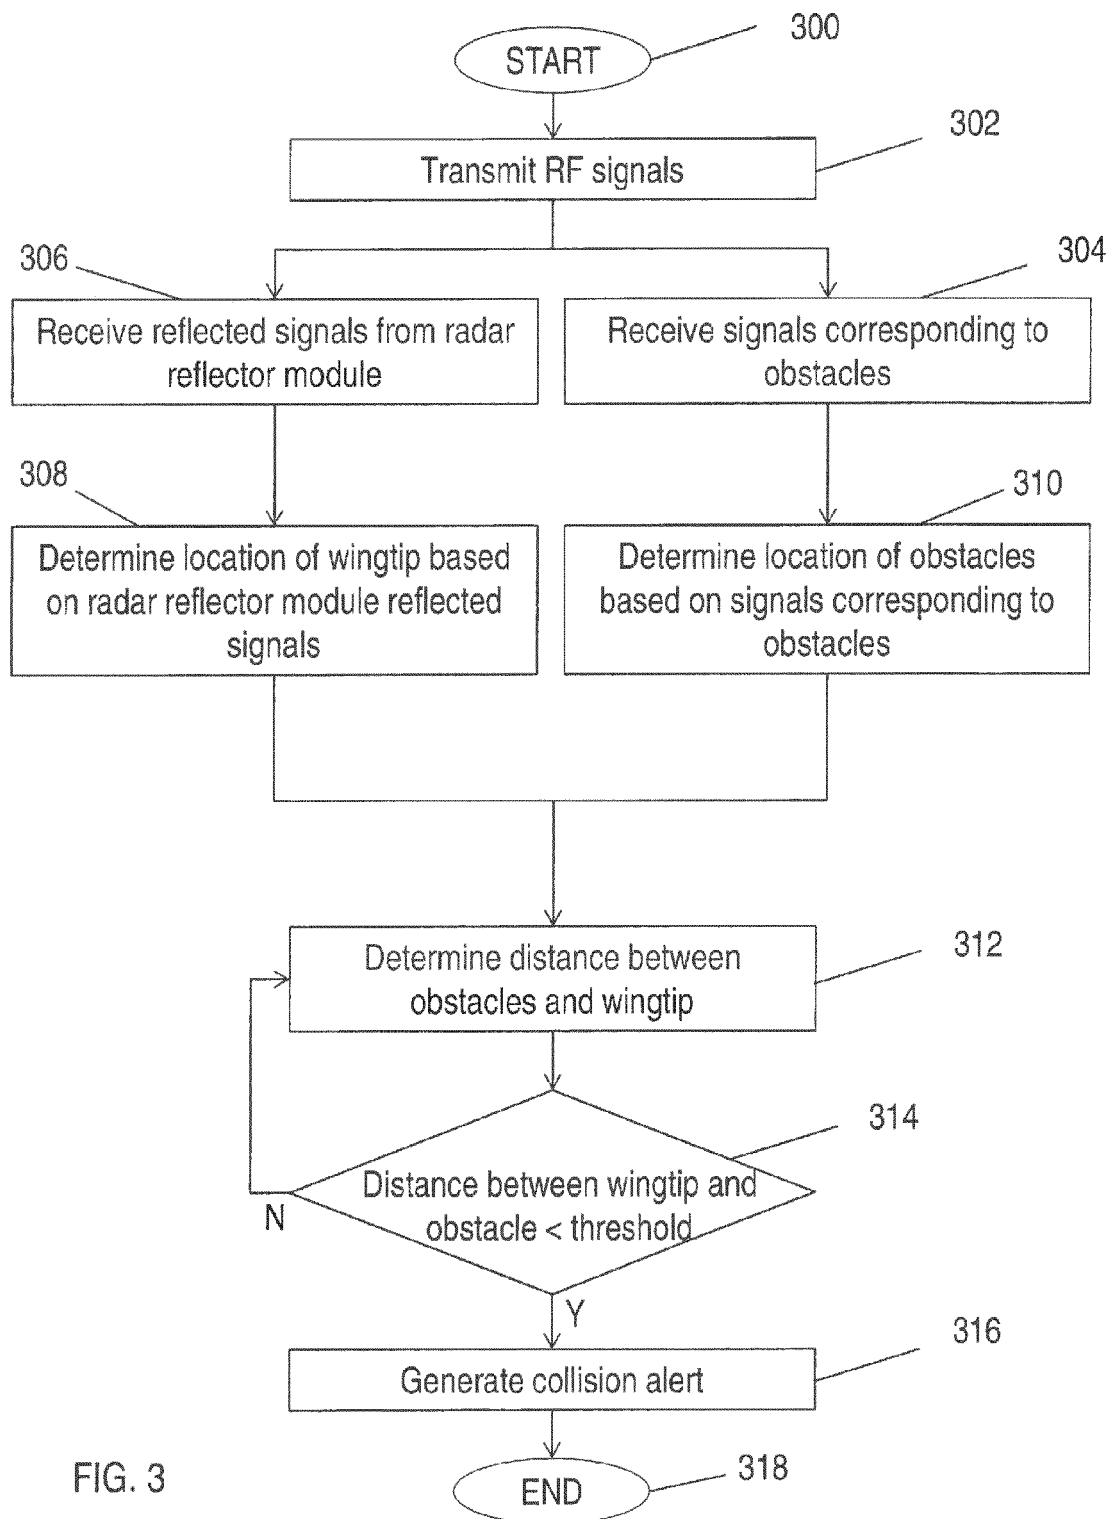 300
START
302
Transmit RF signals
306
304
Receive reflected signals from radar
reflector module
Receive signals corresponding to
obstacles
308
310
Determine location of wingtip based
on radar reflector module reflected
signals
Determine location of obstacles
based on signals corresponding to
obstacles
312
Determine distance between
obstacles and wingtip
314
Distance between wingtip and
obstacle < threshold
N
Y
316
Generate collision alert
318
END
FIG. 3